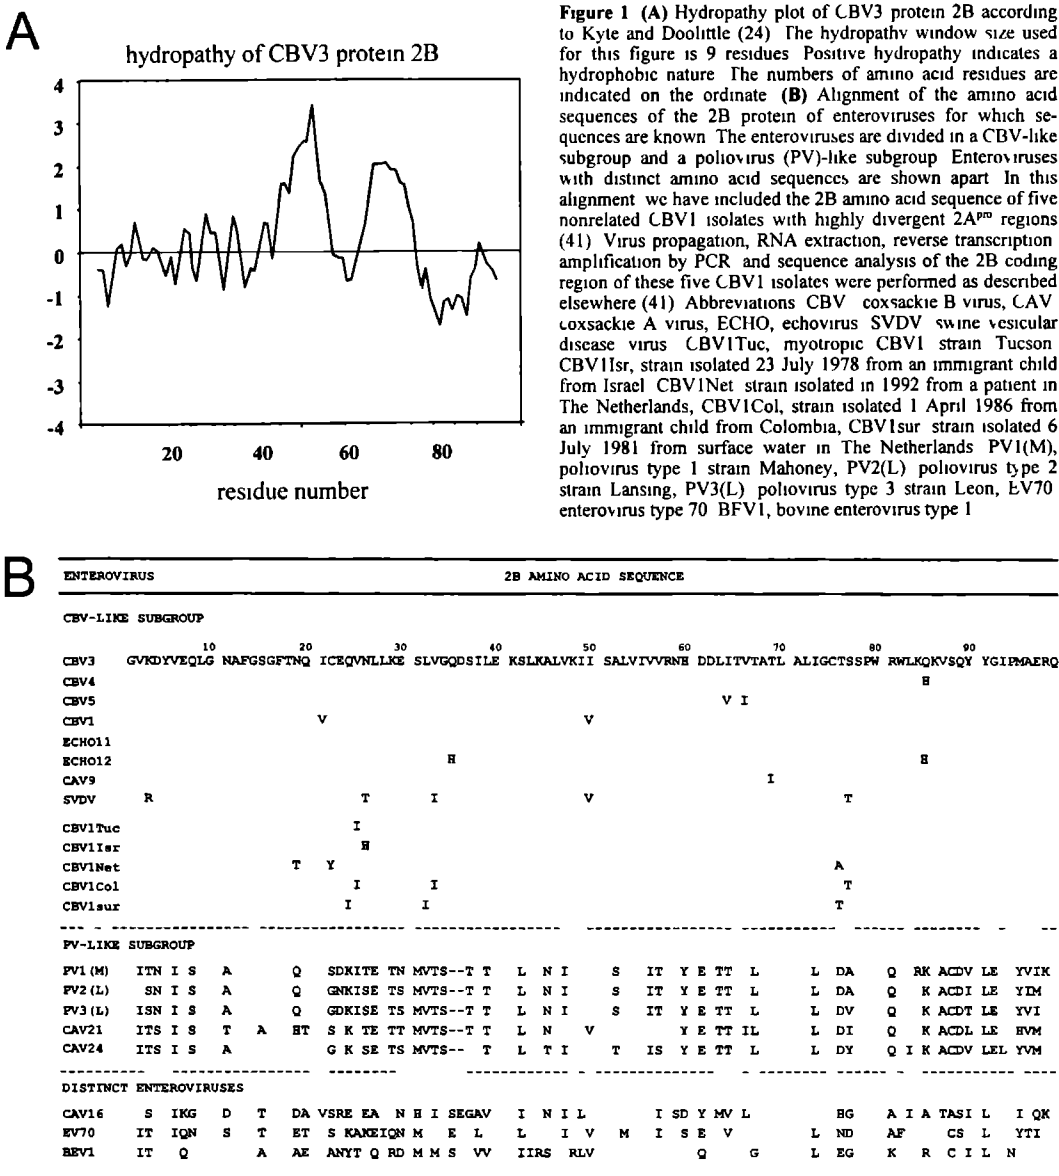 A
hydropathy of CBV3 protein 2B
4
3
2
1
0
-1
-2
-3
-4
20 40 60 80
residue number
Figure 1 (A) Hydropathy plot of CBV3 protein 2B according
to Kyte and Doolittle (24) The hydropathy window size used
for this figure is 9 residues Positive hydropathy indicates a
hydrophobic nature The numbers of amino acid residues are
indicated on the ordinate (B) Alignment of the amino acid
sequences of the 2B protein of enteroviruses for which se-
quences are known The enteroviruses are divided in a CBV-like
subgroup and a poliovirus (PV)-like subgroup Enteroviruses
with distinct amino acid sequences are shown apart In this
alignment we have included the 2B amino acid sequence of five
nonrelated CBV1 isolates with highly divergent 2Apro regions
(41) Virus propagation, RNA extraction, reverse transcription
amplification by PCR and sequence analysis of the 2B coding
region of these five CBV1 isolates were performed as described
elsewhere (41) Abbreviations CBV coxsackie B virus, CAV
coxsackie A virus, ECHO, echovirus SVDV swine vesicular
disease virus CBV1Tuc, myotropic CBV1 strain Tucson
CBV1Isr, strain isolated 23 July 1978 from an immigrant child
from Israel CBV1Net strain isolated in 1992 from a patient in
The Netherlands, CBV1Col, strain isolated 1 April 1986 from
an immigrant child from Colombia, CBV1sur strain isolated 6
July 1981 from surface water in The Netherlands PV1(M),
poliovirus type 1 strain Mahoney, PV2(L) poliovirus type 2
strain Lansing, PV3(L) poliovirus type 3 strain Leon, EV70
enterovirus type 70 BFV1, bovine enterovirus type 1
B
ENTEROVIRUS 2B AMINO ACID SEQUENCE
CBV-LIKE SUBGROUP
10 20 30 40 50 60 70 80 90
CBV3 GVKDYVEQLG NAFGSGFTNQ ICEQVNLLKE SLVGQDSILE KSLKALVKII SALVIVVRNH DDLITVTATL ALIGCTSSPW RWLKQKVSQY YGIPMAERQ
CBV4 H
CBV5 V I
CBV1 V V
ECHO11
ECHO12 H H
CAV9 I
SVDV R T I V T
CBV1Tuc I
CBV1Isr H
CBV1Net T Y A
CBV1Col I I T
CBV1sur I I T
PV-LIKE SUBGROUP
PV1(M) ITN I S A Q SDKITE TN MVTS--T T L N I S IT Y E TT L L DA Q RK ACDV LE YVIK
PV2(L) SN I S A Q GNKISE TS MVTS--T T L N I S IT Y E TT L L DA Q K ACDI LE YIM
PV3(L) ISN I S A Q GDKISE TS MVTS--T T L N I S IT Y E TT L L DV Q K ACDT LE YVI
CAV21 ITS I S T A HT S K TE TT MVTS--T T L N V Y E TT IL L DI Q K ACDL LE HVM
CAV24 ITS I S A G K SE TS MVTS-- T L T I T IS Y E TT L L DY Q I K ACDV LEL YVM
DISTINCT ENTEROVIRUSES
CAV16 S IKG D T DA VSRE EA N H I SEGAV I N I L I SD Y MV L HG A I A TASI L I QK
EV70 IT IQN S T ET S KAKEIQN M E L L I V M I S E V L ND AF CS L YTI
BEV1 IT Q A AE ANYT Q RD M M S VV IIRS RLV Q G L EG K R C I L N